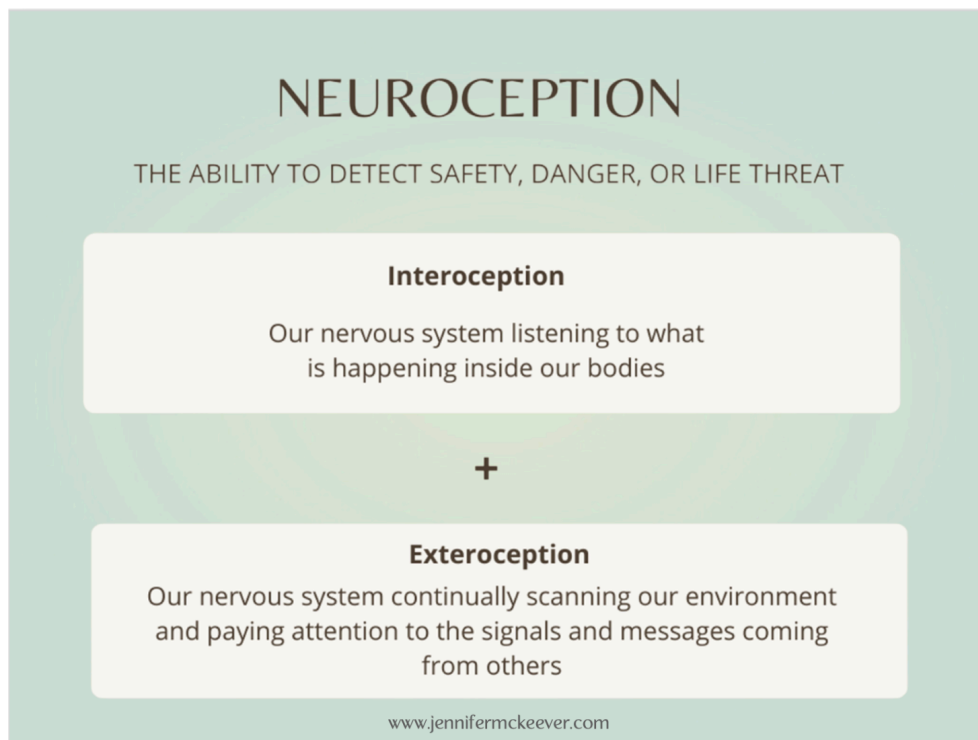 NEUROCEPTION
THE ABILITY TO DETECT SAFETY, DANGER, OR LIFE THREAT
Interoception
Our nervous system listening to what
is happening inside our bodies
+
Exteroception
Our nervous system continually scanning our environment
and paying attention to the signals and messages coming
from others
www.jennifermckeever.com